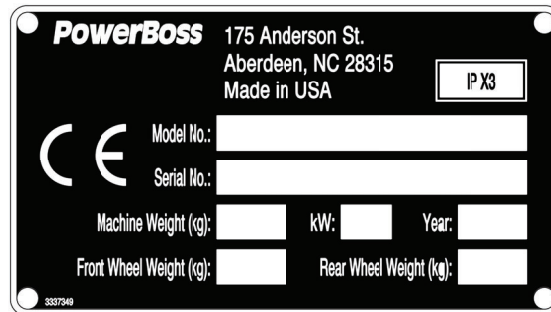 PowerBoss
175 Anderson St.
Aberdeen, NC 28315
Made in USA
IP X3
CE
Model No.:
Serial No.:
Machine Weight (kg):
kW:
Year:
Front Wheel Weight (kg):
Rear Wheel Weight (kg):
3337349